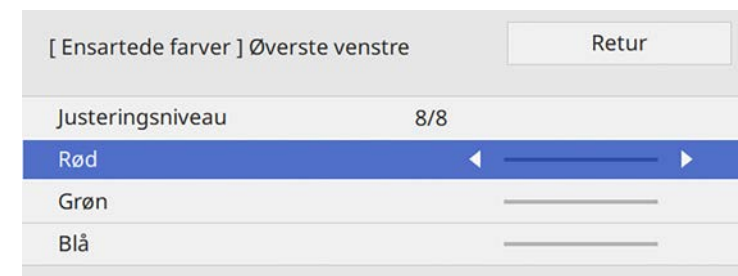 [ Ensartede farver ] Øverste venstre
Retur
Justeringsniveau 8/8
Rød
Grøn
Blå